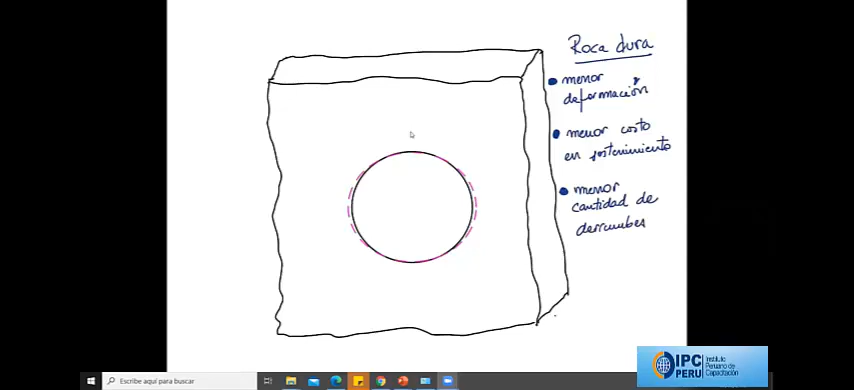 Roca dura
menor
deformación
menor costo
en sostenimiento
menor
cantidad de
derrumbes
Escribe aquí para buscar
IPC
PERU
Instituto
Peruano de
Capacitación